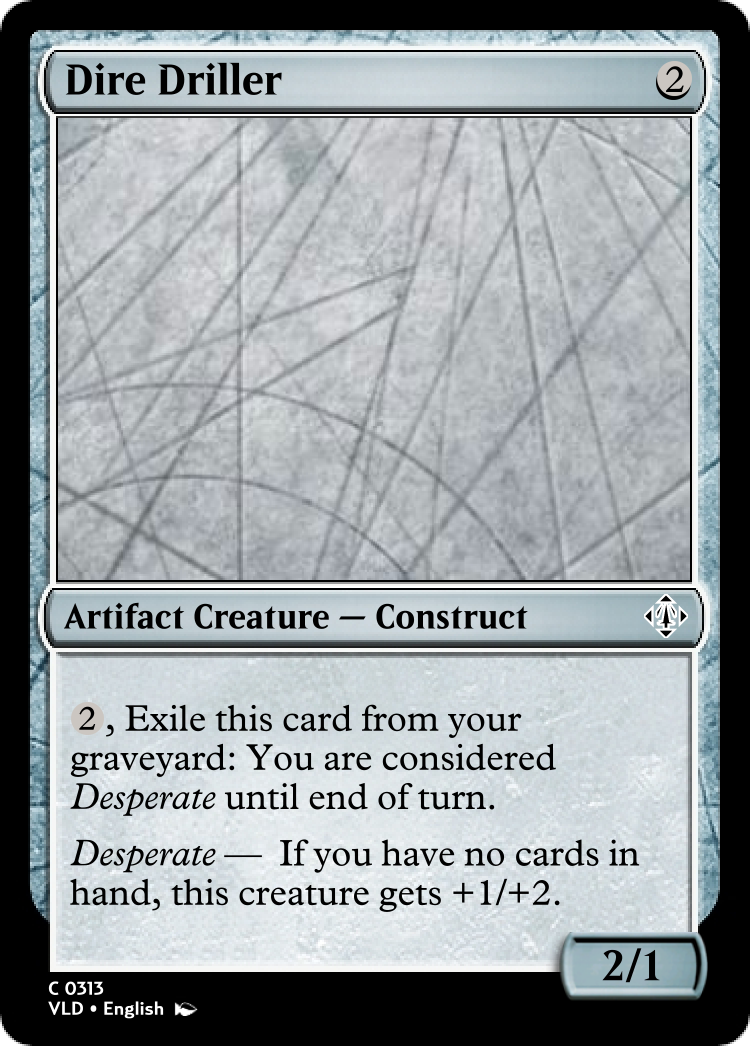 Dire Driller 2
Artifact Creature — Construct
2, Exile this card from your
graveyard: You are considered
Desperate until end of turn.
Desperate — If you have no cards in
hand, this creature gets +1/+2.
2/1
C 0313
VLD • English